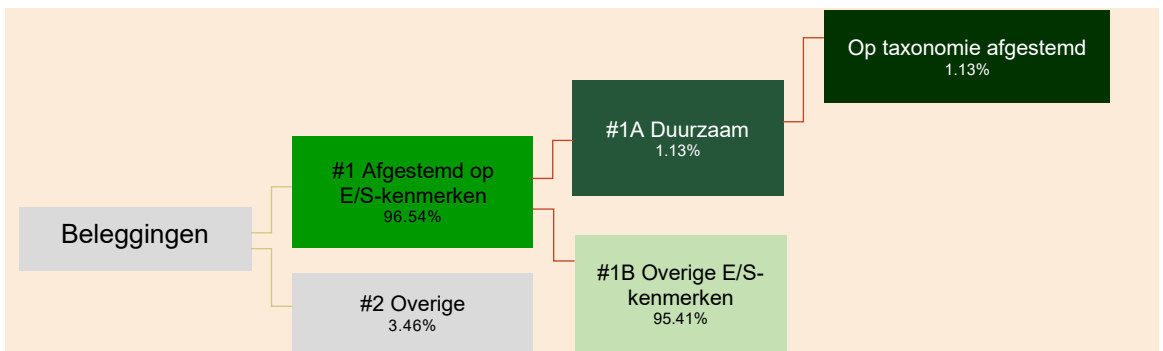 Beleggingen
#1 Afgestemd op
E/S-kenmerken
96.54%
#2 Overige
3.46%
#1A Duurzaam
1.13%
#1B Overige E/S-
kenmerken
95.41%
Op taxonomie afgestemd
1.13%